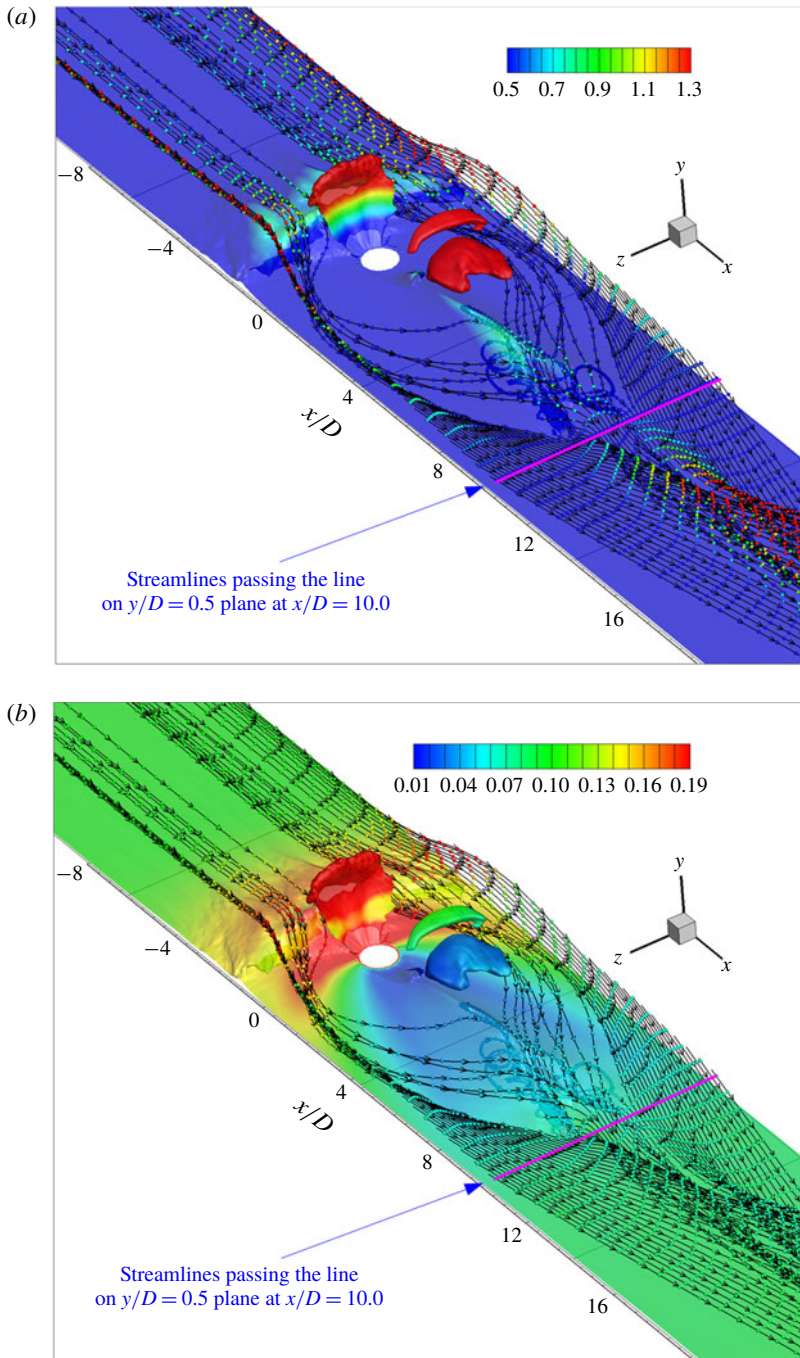 (a)
0.5 0.7 0.9 1.1 1.3
−8
−4
0
4
8
12
16
x/D
y
z
x
Streamlines passing the line
on y/D = 0.5 plane at x/D = 10.0
(b)
0.01 0.04 0.07 0.10 0.13 0.16 0.19
−8
−4
0
4
8
12
16
x/D
y
z
x
Streamlines passing the line
on y/D = 0.5 plane at x/D = 10.0